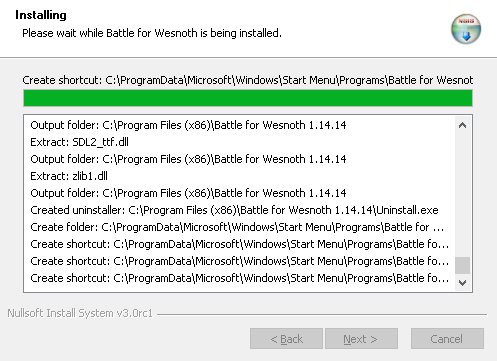 Installing
Please wait while Battle for Wesnoth is being installed.
Create shortcut: C:\ProgramData\Microsoft\Windows\Start Menu\Programs\Battle for Wesnot
Output folder: C:\Program Files (x86)\Battle for Wesnoth 1.14.14
Extract: SDL2_ttf.dll
Output folder: C:\Program Files (x86)\Battle for Wesnoth 1.14.14
Extract: zlib1.dll
Output folder: C:\Program Files (x86)\Battle for Wesnoth 1.14.14
Created uninstaller: C:\Program Files (x86)\Battle for Wesnoth 1.14.14\Uninstall.exe
Create folder: C:\ProgramData\Microsoft\Windows\Start Menu\Programs\Battle for ...
Create shortcut: C:\ProgramData\Microsoft\Windows\Start Menu\Programs\Battle fo...
Create shortcut: C:\ProgramData\Microsoft\Windows\Start Menu\Programs\Battle fo...
Create shortcut: C:\ProgramData\Microsoft\Windows\Start Menu\Programs\Battle fo...
Nullsoft Install System v3.0rc1
< Back Next > Cancel